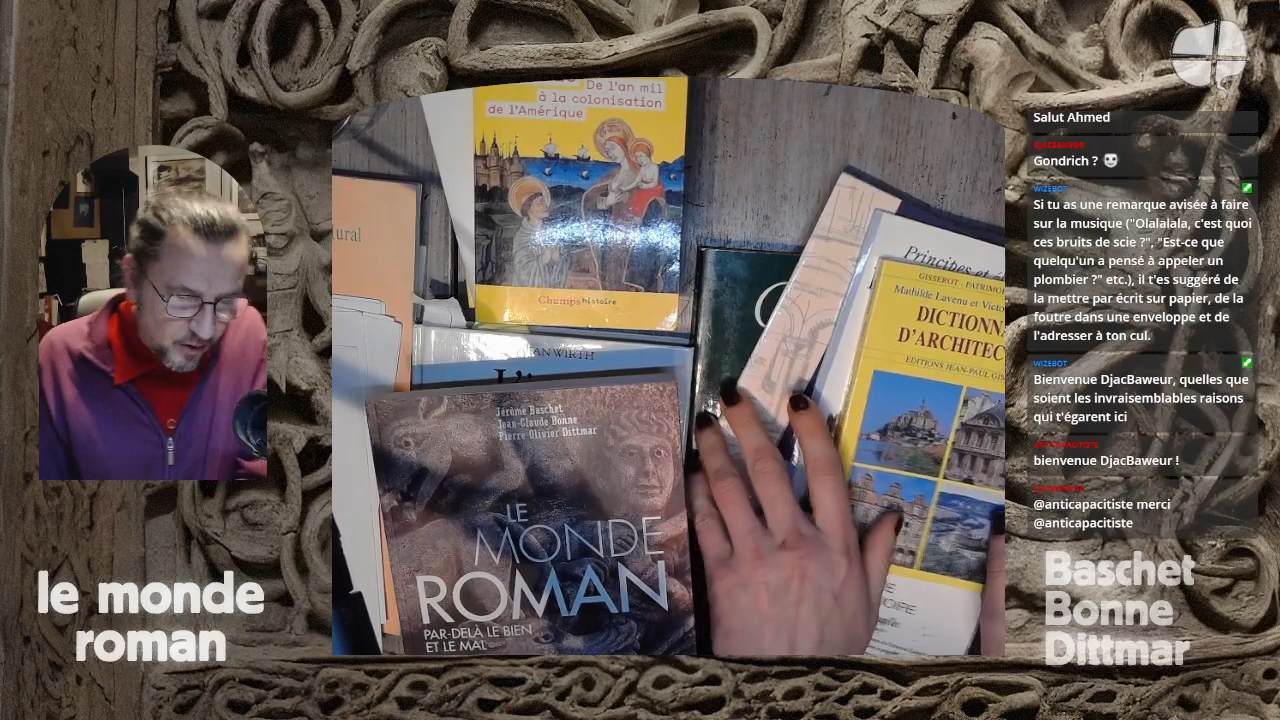 De l'an mil
à la colonisation
de l'Amérique
Champs histoire
Jérôme Baschet
Jean-Claude Bonne
Pierre-Olivier Dittmar
LE
MONDE
ROMAN
PAR-DELÀ LE BIEN
ET LE MAL
Principes et
GISSEROT - PATRIMO
Mathilde Lavenu et Victo
DICTIONN
D'ARCHITEC
EDITIONS JEAN-PAUL GIS
le monde
roman
Salut Ahmed
DJACBAWEUR
Gondrich ?
WIZEBOT
Si tu as une remarque avisée à faire
sur la musique ("Olalalala, c'est quoi
ces bruits de scie ?", "Est-ce que
quelqu'un a pensé à appeler un
plombier ?" etc.), il t'es suggéré de
la mettre par écrit sur papier, de la
foutre dans une enveloppe et de
l'adresser à ton cul.
WIZEBOT
Bienvenue DjacBaweur, quelles que
soient les invraisemblables raisons
qui t'égarent ici
ANTICAPACITISTE
bienvenue DjacBaweur !
@anticapacitiste merci
@anticapacitiste
Baschet
Bonne
Dittmar